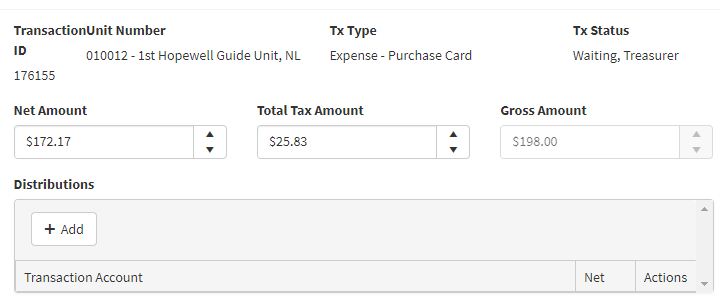 Transaction ID Unit Number Tx Type Tx Status
176155 010012 - 1st Hopewell Guide Unit, NL Expense - Purchase Card Waiting, Treasurer
Net Amount Total Tax Amount Gross Amount
$172.17 $25.83 $198.00
Distributions
+ Add
Transaction Account Net Actions